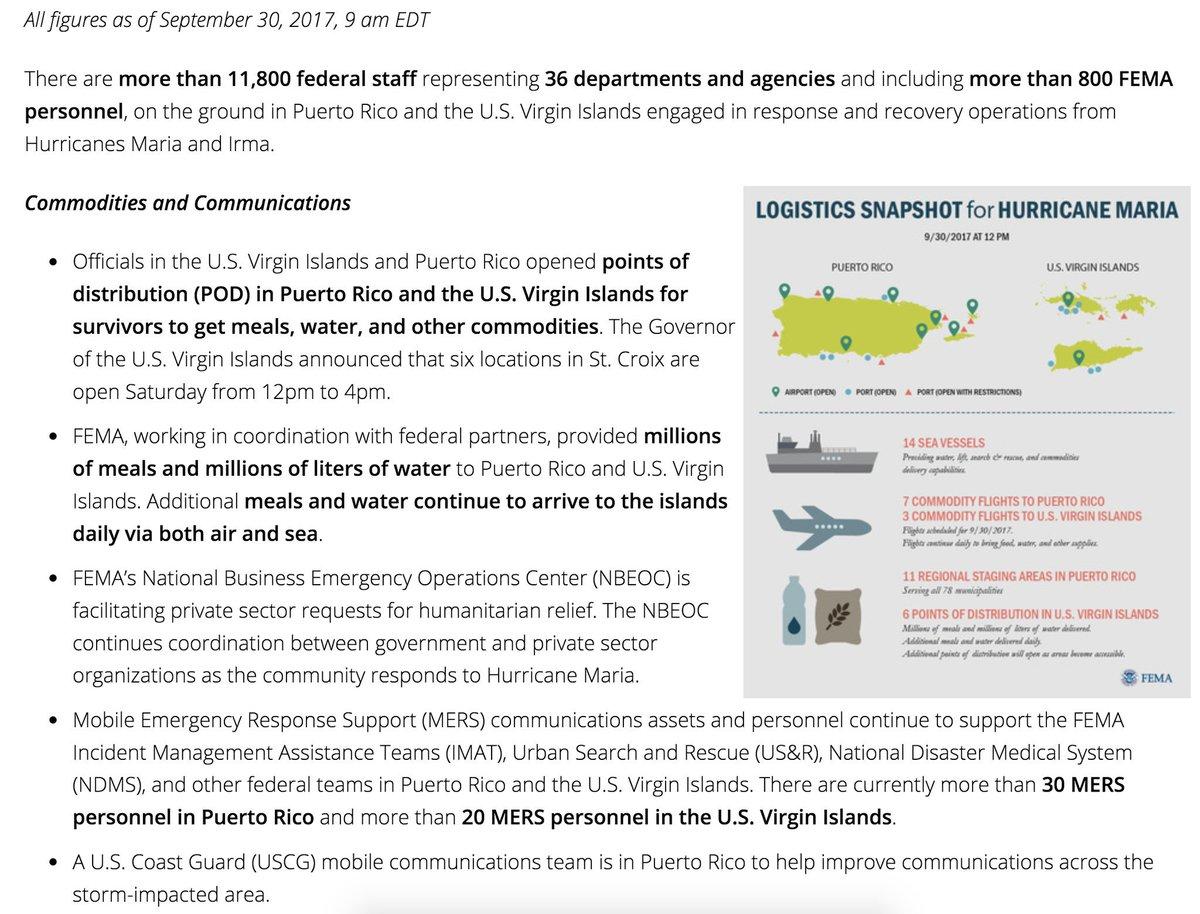 All figures as of September 30, 2017, 9 am EDT
There are more than 11,800 federal staff representing 36 departments and agencies and including more than 800 FEMA
personnel, on the ground in Puerto Rico and the U.S. Virgin Islands engaged in response and recovery operations from
Hurricanes Maria and Irma.
Commodities and Communications
• Officials in the U.S. Virgin Islands and Puerto Rico opened points of
distribution (POD) in Puerto Rico and the U.S. Virgin Islands for
survivors to get meals, water, and other commodities. The Governor
of the U.S. Virgin Islands announced that six locations in St. Croix are
open Saturday from 12pm to 4pm.
• FEMA, working in coordination with federal partners, provided millions
of meals and millions of liters of water to Puerto Rico and U.S. Virgin
Islands. Additional meals and water continue to arrive to the islands
daily via both air and sea.
• FEMA’s National Business Emergency Operations Center (NBEOC) is
facilitating private sector requests for humanitarian relief. The NBEOC
continues coordination between government and private sector
organizations as the community responds to Hurricane Maria.
• Mobile Emergency Response Support (MERS) communications assets and personnel continue to support the FEMA
Incident Management Assistance Teams (IMAT), Urban Search and Rescue (US&R), National Disaster Medical System
(NDMS), and other federal teams in Puerto Rico and the U.S. Virgin Islands. There are currently more than 30 MERS
personnel in Puerto Rico and more than 20 MERS personnel in the U.S. Virgin Islands.
• A U.S. Coast Guard (USCG) mobile communications team is in Puerto Rico to help improve communications across the
storm-impacted area.
LOGISTICS SNAPSHOT for HURRICANE MARIA
9/30/2017 AT 12 PM
PUERTO RICO
U.S. VIRGIN ISLANDS
AIRPORT (OPEN) PORT (OPEN) PORT (OPEN WITH RESTRICTIONS)
14 SEA VESSELS
Providing water, lift, search & rescue, and commodities
delivery capabilities.
7 COMMODITY FLIGHTS TO PUERTO RICO
3 COMMODITY FLIGHTS TO U.S. VIRGIN ISLANDS
Flights scheduled for 9/30/2017.
Flights continue daily to bring food, water, and other supplies.
11 REGIONAL STAGING AREAS IN PUERTO RICO
Serving all 78 municipalities
6 POINTS OF DISTRIBUTION IN U.S. VIRGIN ISLANDS
Millions of meals and millions of liters of water delivered.
Additional meals and water delivered daily.
Additional points of distribution will open as areas become accessible.
FEMA